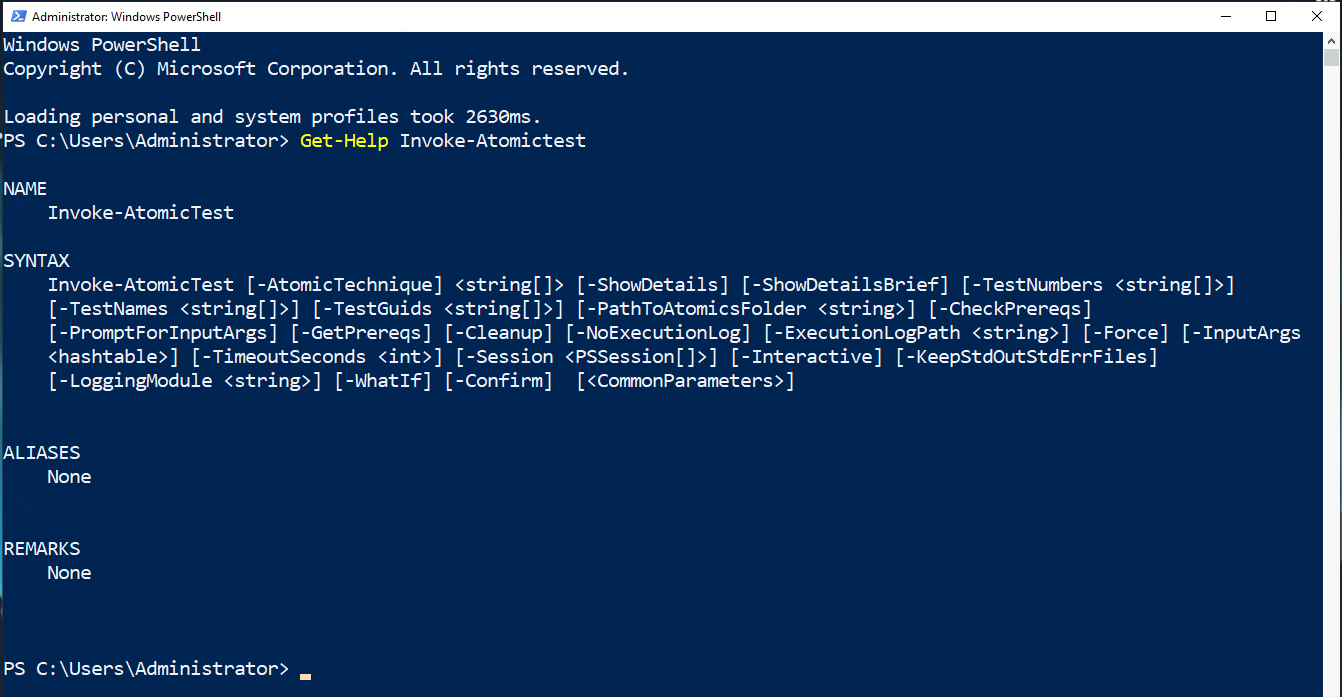 Administrator: Windows PowerShell
Windows PowerShell
Copyright (C) Microsoft Corporation. All rights reserved.
Loading personal and system profiles took 2630ms.
PS C:\Users\Administrator> Get-Help Invoke-Atomictest
NAME
Invoke-AtomicTest
SYNTAX
Invoke-AtomicTest [-AtomicTechnique] <string[]> [-ShowDetails] [-ShowDetailsBrief] [-TestNumbers <string[]>]
[-TestNames <string[]>] [-TestGuids <string[]>] [-PathToAtomicsFolder <string>] [-CheckPrereqs]
[-PromptForInputArgs] [-GetPrereqs] [-Cleanup] [-NoExecutionLog] [-ExecutionLogPath <string>] [-Force] [-InputArgs
<hashtable>] [-TimeoutSeconds <int>] [-Session <PSSession[]>] [-Interactive] [-KeepStdOutStdErrFiles]
[-LoggingModule <string>] [-WhatIf] [-Confirm]  [<CommonParameters>]
ALIASES
None
REMARKS
None
PS C:\Users\Administrator>